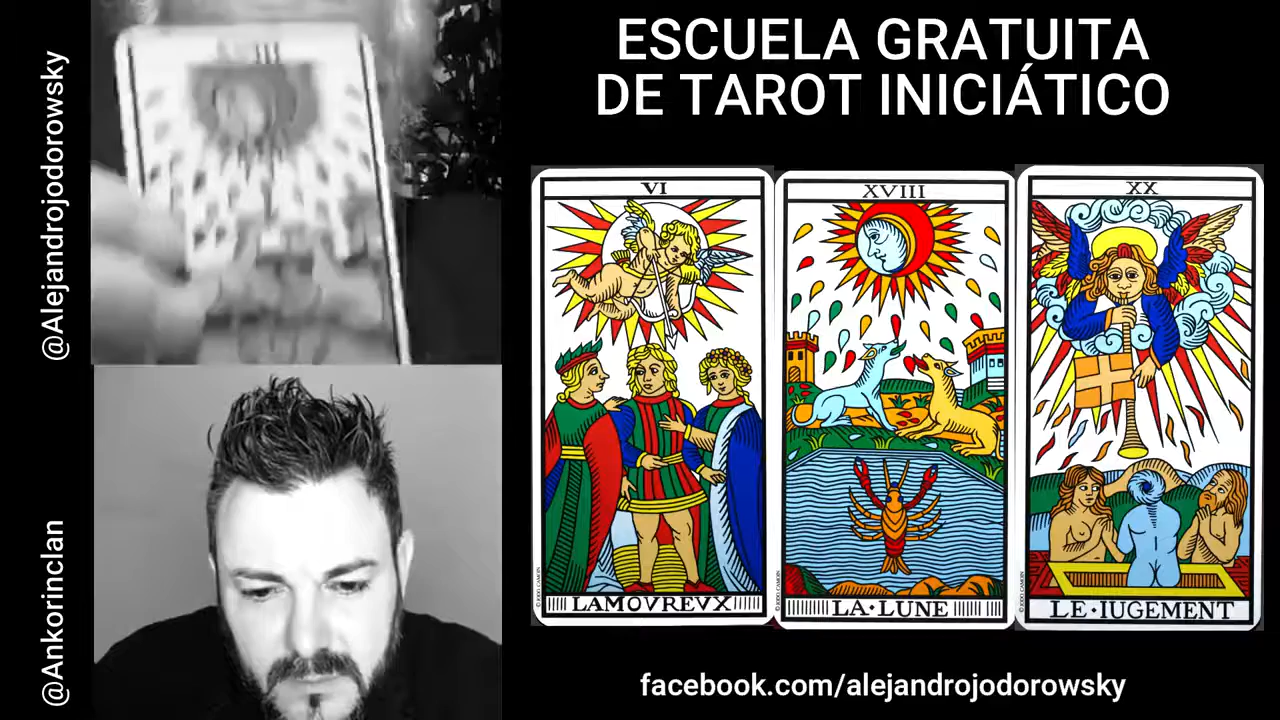 @Alejandrojodorowsky
@Ankorinclan
ESCUELA GRATUITA
DE TAROT INICIÁTICO
VI
LAMOVREVX
XVIII
LA•LUNE
XX
LE•IUGEMENT
facebook.com/alejandrojodorowsky